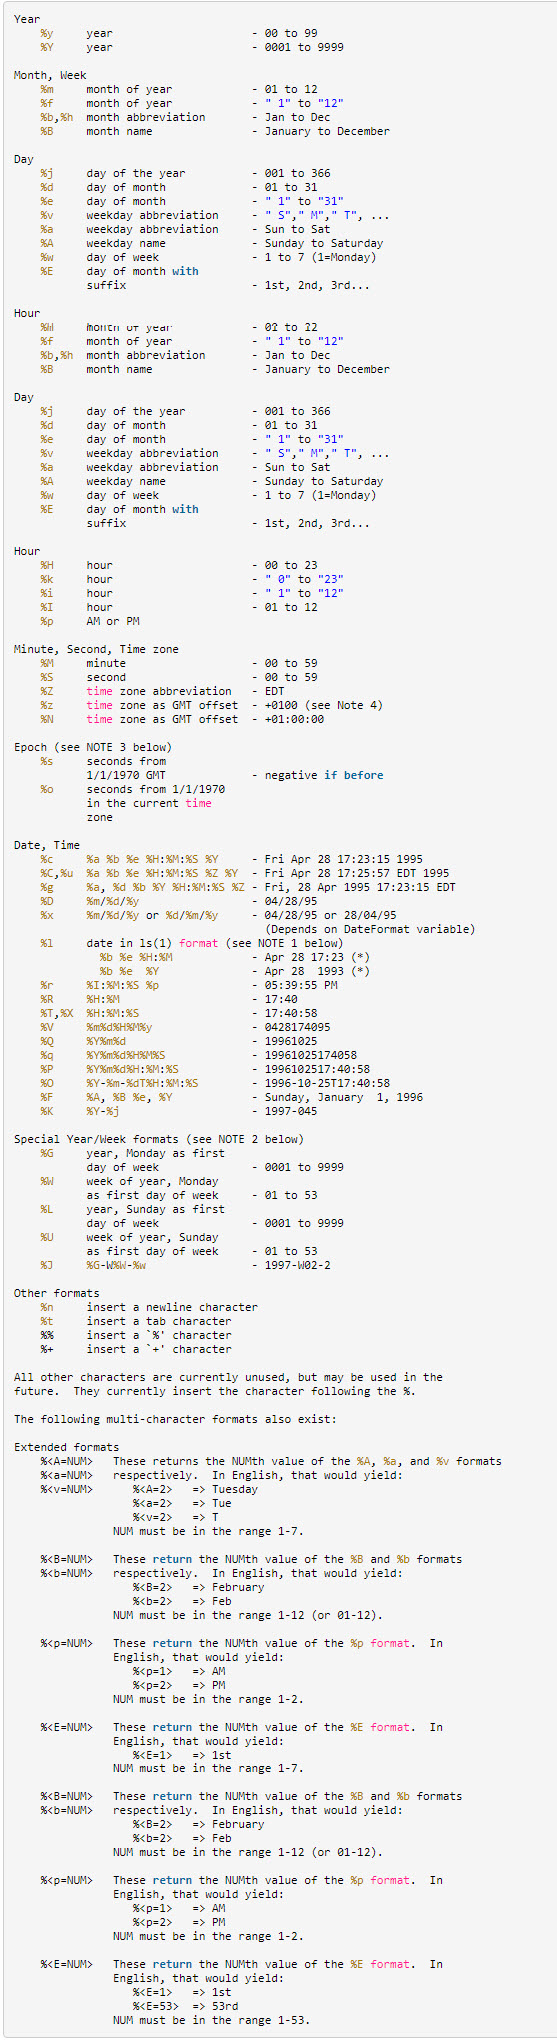 Year
%y year - 00 to 99
%Y year - 0001 to 9999
Month, Week
%m month of year - 01 to 12
%f month of year - " 1" to "12"
%b,%h month abbreviation - Jan to Dec
%B month name - January to December
Day
%j day of the year - 001 to 366
%d day of month - 01 to 31
%e day of month - " 1" to "31"
%v weekday abbreviation - " S"," M"," T", ...
%a weekday abbreviation - Sun to Sat
%A weekday name - Sunday to Saturday
%w day of week - 1 to 7 (1=Monday)
%E day of month with
suffix - 1st, 2nd, 3rd...
Hour
month of year
%f month of year - " 1" to "12"
%b,%h month abbreviation - Jan to Dec
%B month name - January to December
Day
%j day of the year - 001 to 366
%d day of month - 01 to 31
%e day of month - " 1" to "31"
%v weekday abbreviation - " S"," M"," T", ...
%a weekday abbreviation - Sun to Sat
%A weekday name - Sunday to Saturday
%w day of week - 1 to 7 (1=Monday)
%E day of month with
suffix - 1st, 2nd, 3rd...
Hour
%H hour - 00 to 23
%k hour - " 0" to "23"
%i hour - " 1" to "12"
%I hour - 01 to 12
%p AM or PM
Minute, Second, Time zone
%M minute - 00 to 59
%S second - 00 to 59
%Z time zone abbreviation - EDT
%z time zone as GMT offset - +0100 (see Note 4)
%N time zone as GMT offset - +01:00:00
Epoch (see NOTE 3 below)
%s seconds from
1/1/1970 GMT - negative if before
%o seconds from 1/1/1970
in the current time
zone
Date, Time
%c %a %b %e %H:%M:%S %Y - Fri Apr 28 17:23:15 1995
%C,%u %a %b %e %H:%M:%S %Z %Y - Fri Apr 28 17:25:57 EDT 1995
%g %a, %d %b %Y %H:%M:%S %Z - Fri, 28 Apr 1995 17:23:15 EDT
%D %m/%d/%y - 04/28/95
%x %m/%d/%y or %d/%m/%y - 04/28/95 or 28/04/95
(Depends on DateFormat variable)
%l date in ls(1) format (see NOTE 1 below)
%b %e %H:%M - Apr 28 17:23 (*)
%b %e %Y - Apr 28 1993 (*)
%r %I:%M:%S %p - 05:39:55 PM
%R %H:%M - 17:40
%T,%X %H:%M:%S - 17:40:58
%V %m%d%H%M%y - 0428174095
%Q %Y%m%d - 19961025
%q %Y%m%d%H%M%S - 19961025174058
%P %Y%m%d%H:%M:%S - 1996102517:40:58
%O %Y-%m-%dT%H:%M:%S - 1996-10-25T17:40:58
%F %A, %B %e, %Y - Sunday, January 1, 1996
%K %Y-%j - 1997-045
Special Year/Week formats (see NOTE 2 below)
%G year, Monday as first
day of week - 0001 to 9999
%W week of year, Monday
as first day of week - 01 to 53
%L year, Sunday as first
day of week - 0001 to 9999
%U week of year, Sunday
as first day of week - 01 to 53
%J %G-W%W-%w - 1997-W02-2
Other formats
%n insert a newline character
%t insert a tab character
%% insert a `%' character
%+ insert a `+' character
All other characters are currently unused, but may be used in the
future. They currently insert the character following the %.
The following multi-character formats also exist:
Extended formats
%<A=NUM> These returns the NUMth value of the %A, %a, and %v formats
%<a=NUM> respectively. In English, that would yield:
%<v=NUM> %<A=2> => Tuesday
%<a=2> => Tue
%<v=2> => T
NUM must be in the range 1-7.
%<B=NUM> These return the NUMth value of the %B and %b formats
%<b=NUM> respectively. In English, that would yield:
%<B=2> => February
%<b=2> => Feb
NUM must be in the range 1-12 (or 01-12).
%<p=NUM> These return the NUMth value of the %p format. In
English, that would yield:
%<p=1> => AM
%<p=2> => PM
NUM must be in the range 1-2.
%<E=NUM> These return the NUMth value of the %E format. In
English, that would yield:
%<E=1> => 1st
NUM must be in the range 1-7.
%<B=NUM> These return the NUMth value of the %B and %b formats
%<b=NUM> respectively. In English, that would yield:
%<B=2> => February
%<b=2> => Feb
NUM must be in the range 1-12 (or 01-12).
%<p=NUM> These return the NUMth value of the %p format. In
English, that would yield:
%<p=1> => AM
%<p=2> => PM
NUM must be in the range 1-2.
%<E=NUM> These return the NUMth value of the %E format. In
English, that would yield:
%<E=1> => 1st
%<E=53> => 53rd
NUM must be in the range 1-53.